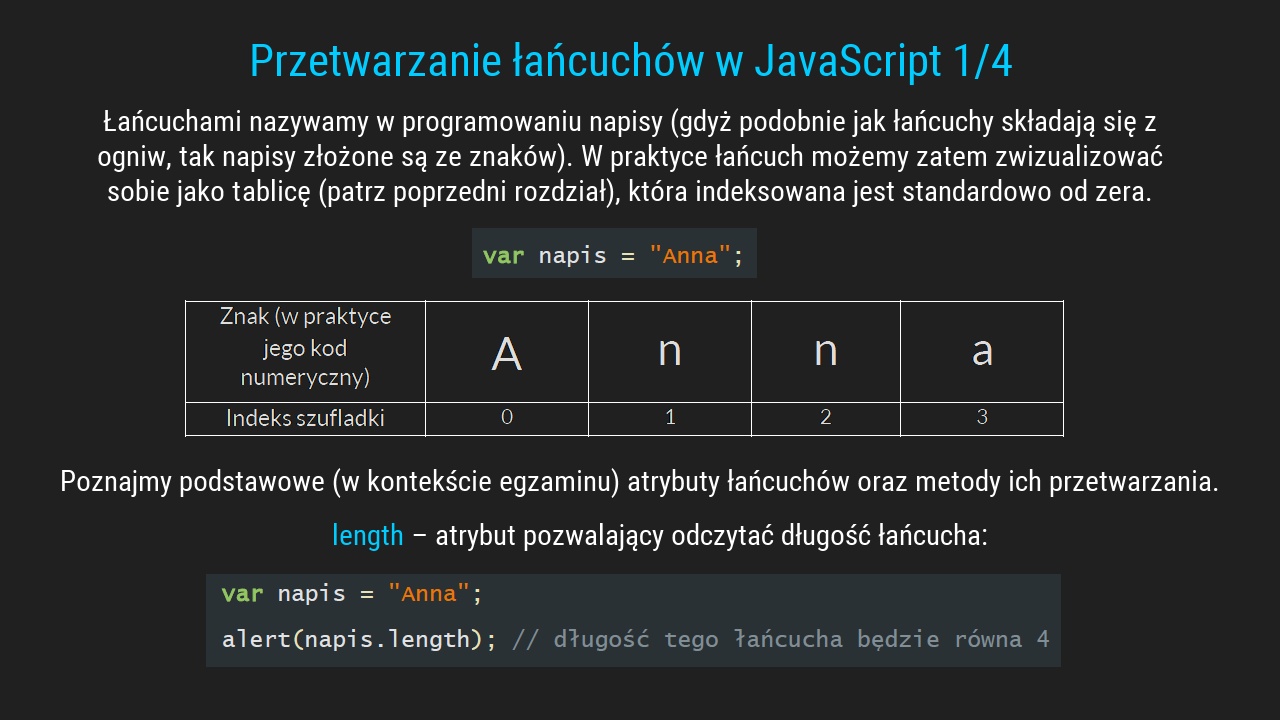 Przetwarzanie łańcuchów w JavaScript 1/4
Łańcuchami nazywamy w programowaniu napisy (gdyż podobnie jak łańcuchy składają się z
ogniw, tak napisy złożone są ze znaków). W praktyce łańcuch możemy zatem zwizualizować
sobie jako tablicę (patrz poprzedni rozdział), która indeksowana jest standardowo od zera.
var napis = "Anna";
Znak (w praktyce
jego kod
numeryczny)
A n n a
Indeks szufladki 0 1 2 3
Poznajmy podstawowe (w kontekście egzaminu) atrybuty łańcuchów oraz metody ich przetwarzania.
length – atrybut pozwalający odczytać długość łańcucha:
var napis = "Anna";
alert(napis.length); // długość tego łańcucha będzie równa 4